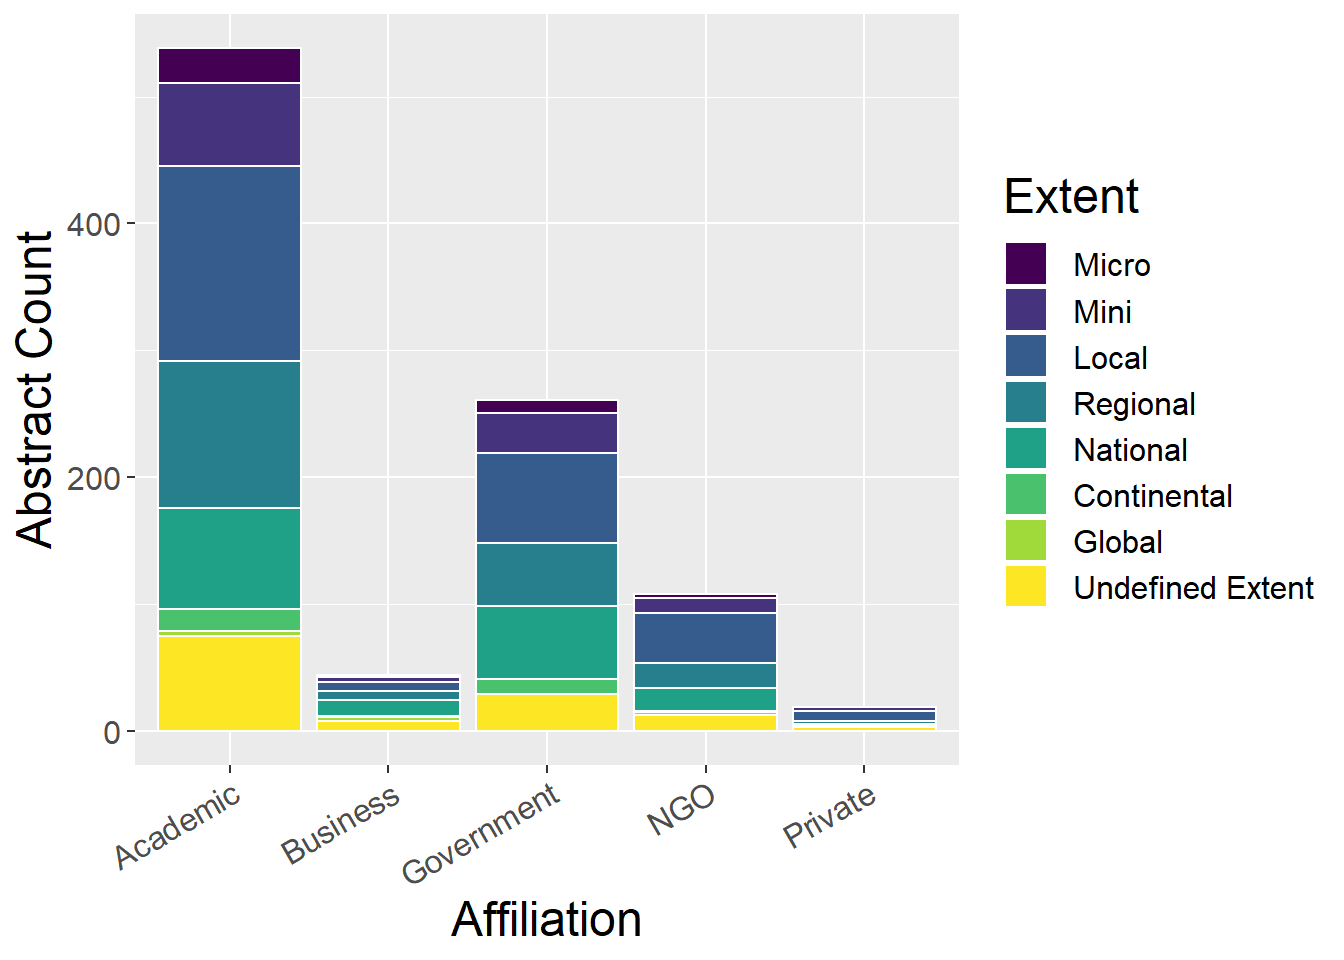 Abstract Count
400
200
0
Academic
Business
Government
NGO
Private
Affiliation
Extent
Micro
Mini
Local
Regional
National
Continental
Global
Undefined Extent